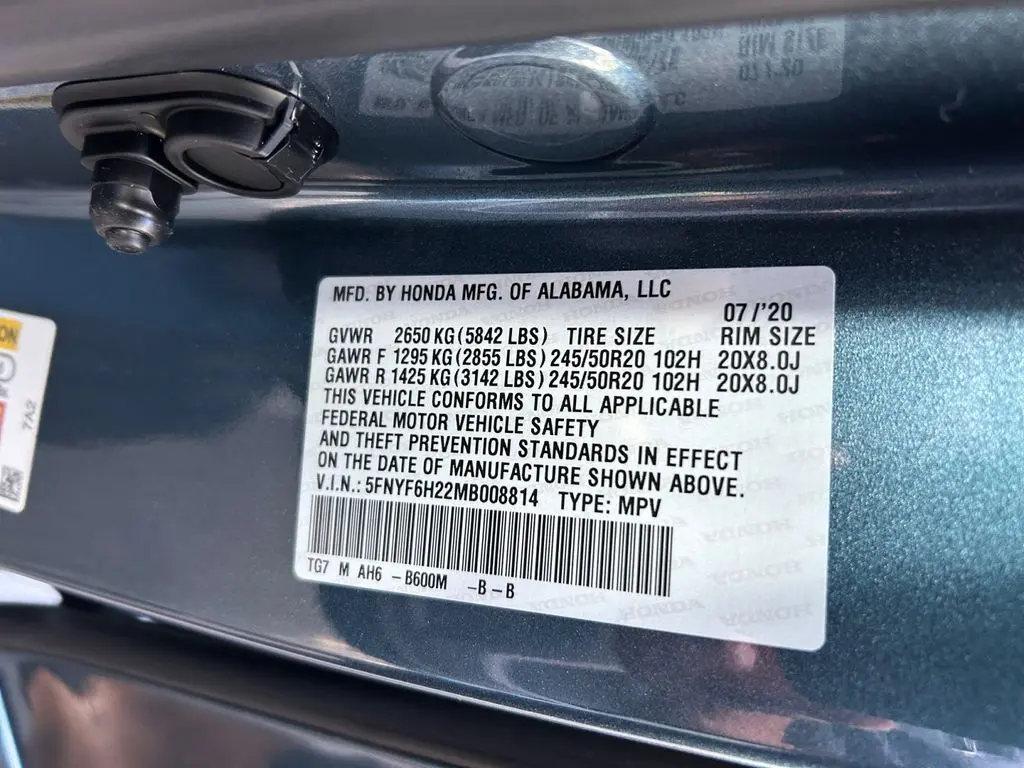 MFD. BY HONDA MFG. OF ALABAMA, LLC
07/'20
GVWR 2650 KG (5842 LBS) TIRE SIZE RIM SIZE
GAWR F 1295 KG (2855 LBS) 245/50R20 102H 20X8.0J
GAWR R 1425 KG (3142 LBS) 245/50R20 102H 20X8.0J
THIS VEHICLE CONFORMS TO ALL APPLICABLE
FEDERAL MOTOR VEHICLE SAFETY
AND THEFT PREVENTION STANDARDS IN EFFECT
ON THE DATE OF MANUFACTURE SHOWN ABOVE.
V.I.N.: 5FNYF6H22MB008814 TYPE: MPV
TG7 M AH6 -B600M -B-B
ON
7A2